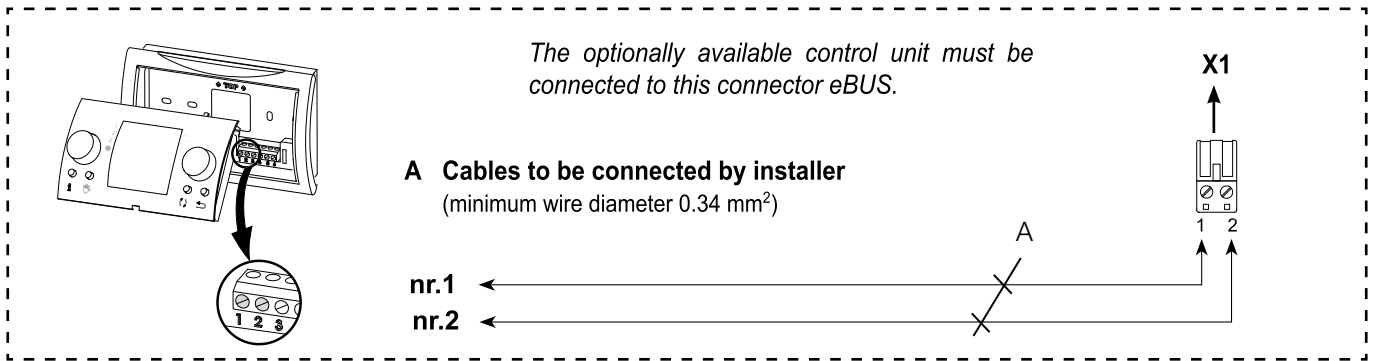 The optionally available control unit must be
connected to this connector eBUS.
X1
TOP
A Cables to be connected by installer
(minimum wire diameter 0.34 mm²)
1 2
A
nr.1
nr.2
1 2 3